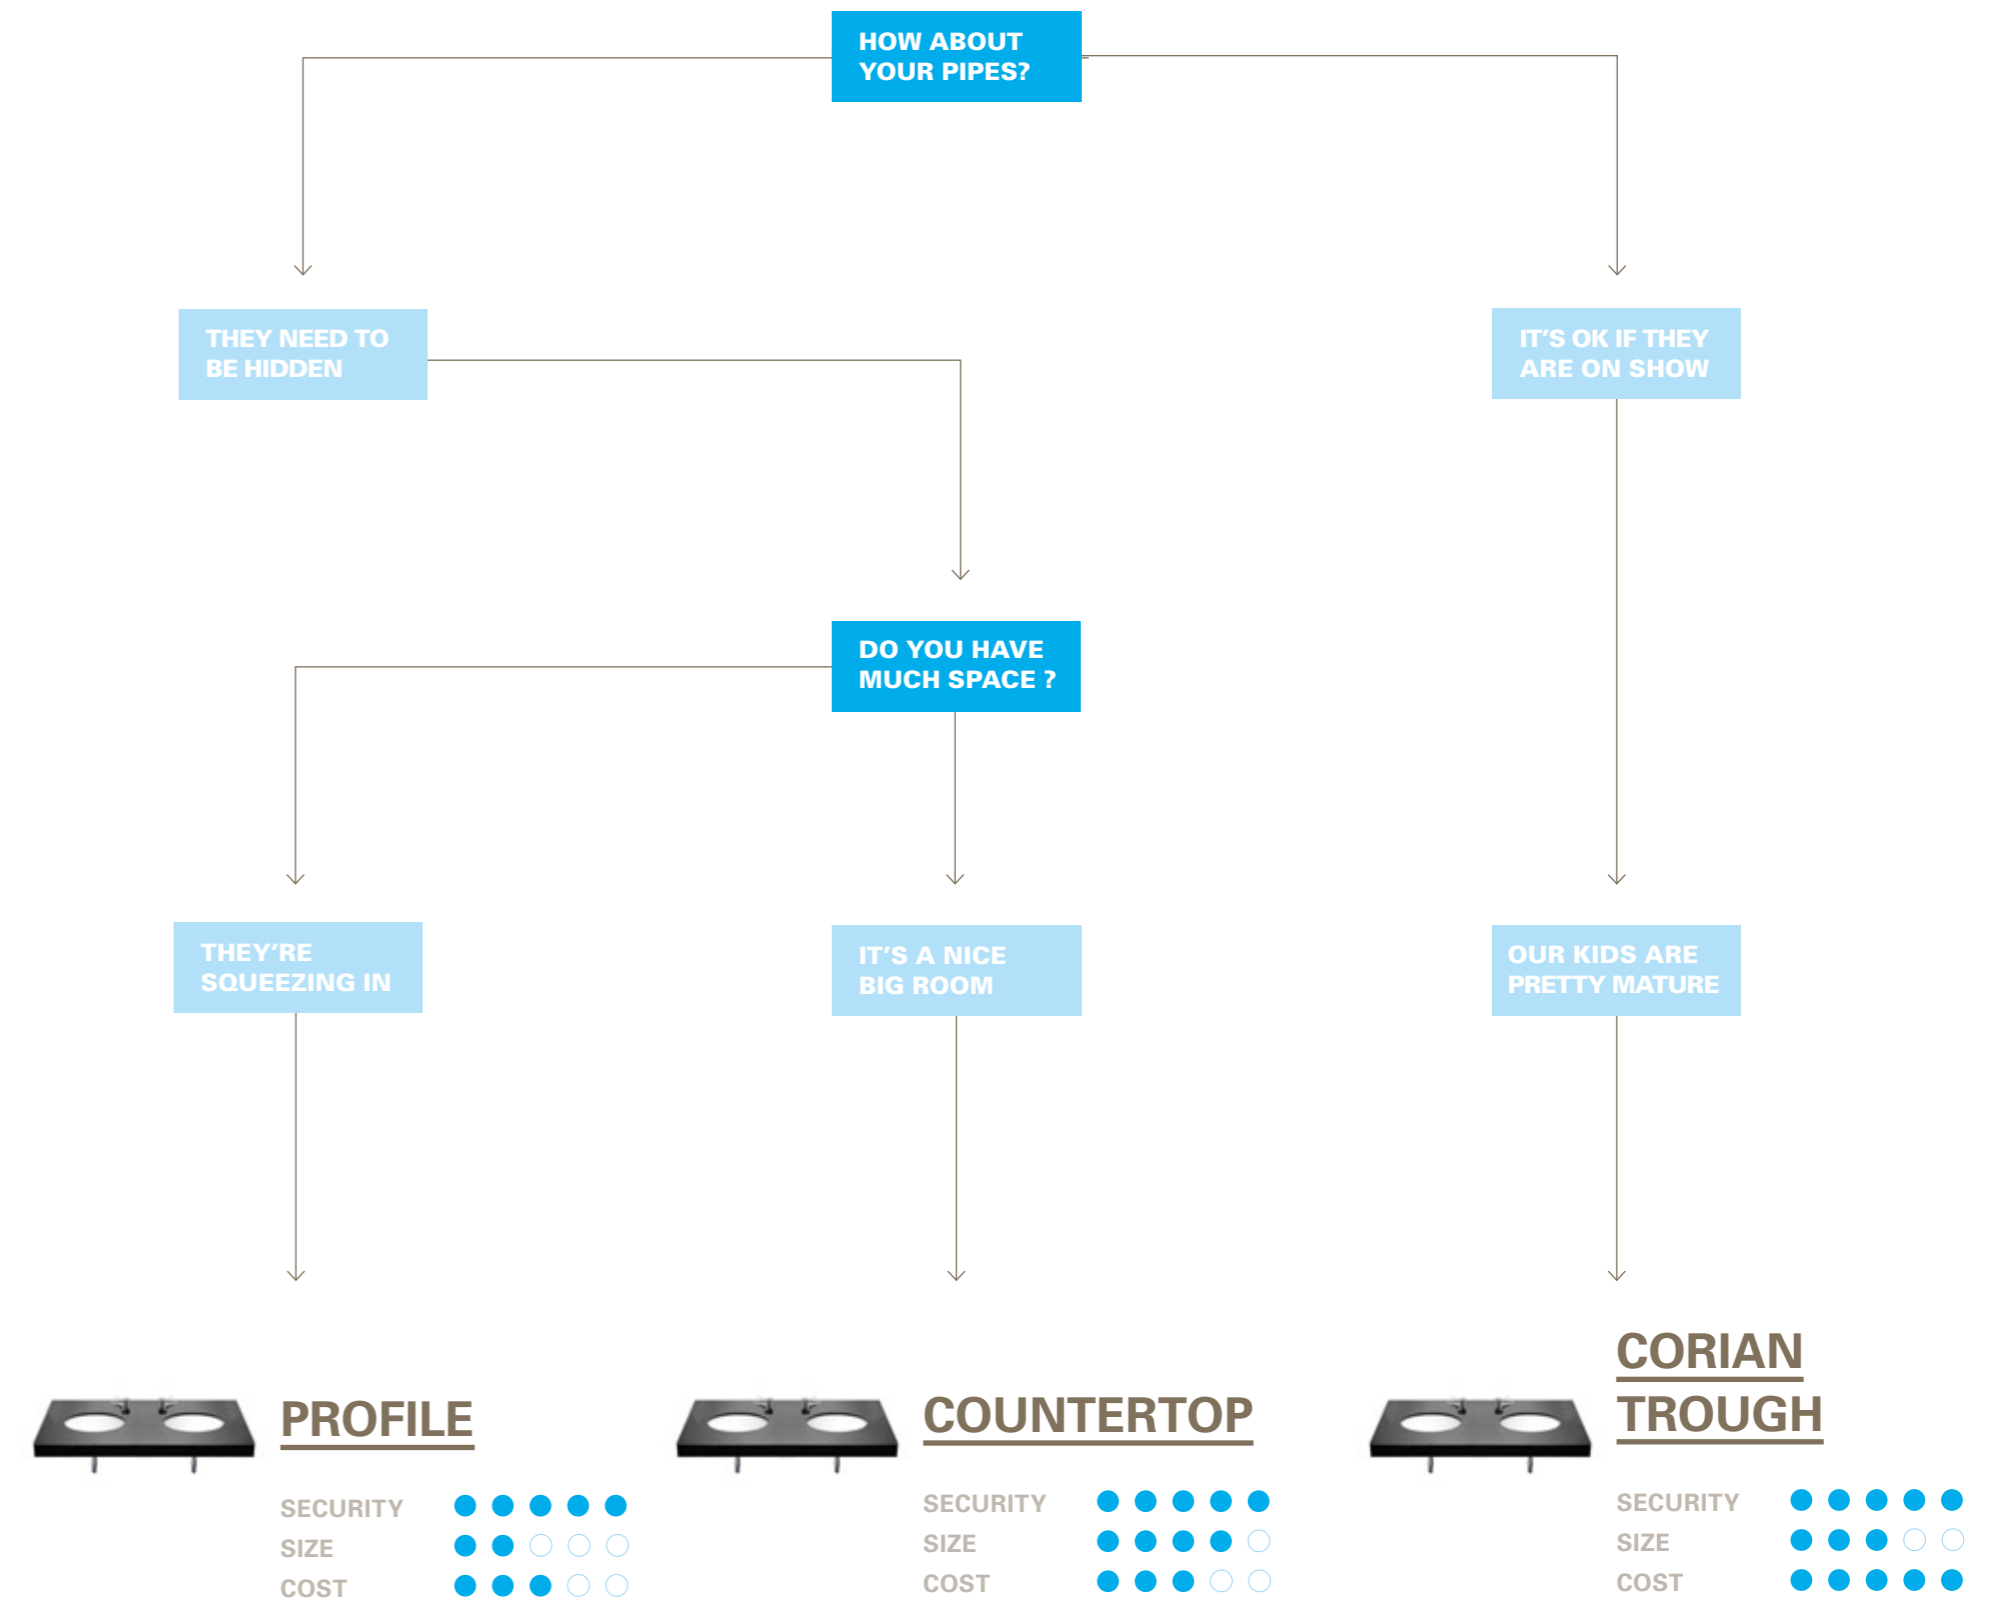 HOW ABOUT
YOUR PIPES?
THEY NEED TO
BE HIDDEN
IT'S OK IF THEY
ARE ON SHOW
DO YOU HAVE
MUCH SPACE ?
THEY'RE
SQUEEZING IN
IT'S A NICE
BIG ROOM
OUR KIDS ARE
PRETTY MATURE
PROFILE
SECURITY
SIZE
COST
COUNTERTOP
SECURITY
SIZE
COST
CORIAN
TROUGH
SECURITY
SIZE
COST